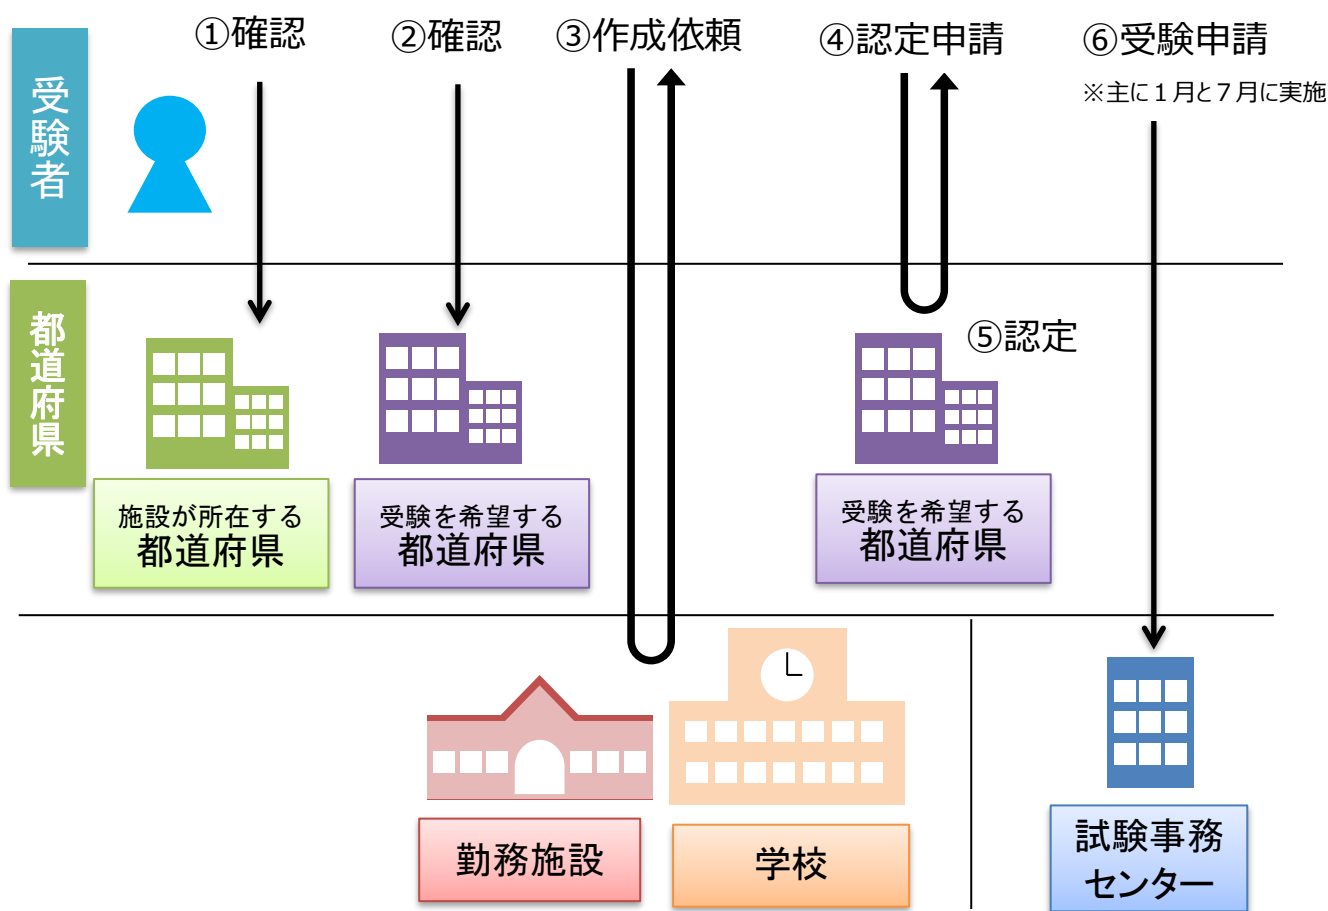 ①確認
②確認
③作成依頼
④認定申請
⑥受験申請
※主に１月と７月に実施
受験者
都道府県
⑤認定
施設が所在する
都道府県
受験を希望する
都道府県
受験を希望する
都道府県
勤務施設
学校
試験事務
センター